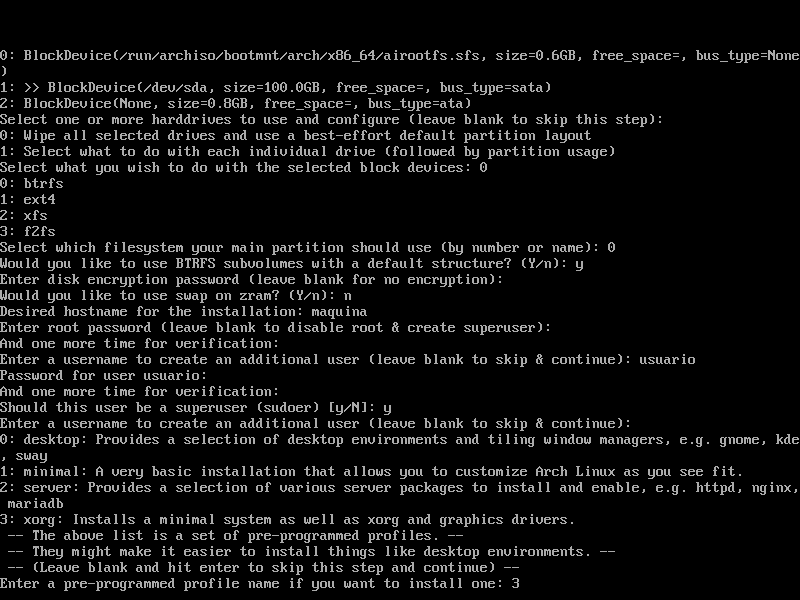 0: BlockDevice(/run/archiso/bootmnt/arch/x86_64/airootfs.sfs, size=0.6GB, free_space=, bus_type=None
)
1: >> BlockDevice(/dev/sda, size=100.0GB, free_space=, bus_type=sata)
2: BlockDevice(None, size=0.8GB, free_space=, bus_type=ata)
Select one or more harddrives to use and configure (leave blank to skip this step):
0: Wipe all selected drives and use a best-effort default partition layout
1: Select what to do with each individual drive (followed by partition usage)
Select what you wish to do with the selected block devices: 0
0: btrfs
1: ext4
2: xfs
3: f2fs
Select which filesystem your main partition should use (by number or name): 0
Would you like to use BTRFS subvolumes with a default structure? (Y/n): y
Enter disk encryption password (leave blank for no encryption):
Would you like to use swap on zram? (Y/n): n
Desired hostname for the installation: maquina
Enter root password (leave blank to disable root & create superuser):
And one more time for verification:
Enter a username to create an additional user (leave blank to skip & continue): usuario
Password for user usuario:
And one more time for verification:
Should this user be a superuser (sudoer) [y/N]: y
Enter a username to create an additional user (leave blank to skip & continue):
0: desktop: Provides a selection of desktop environments and tiling window managers, e.g. gnome, kde
, sway
1: minimal: A very basic installation that allows you to customize Arch Linux as you see fit.
2: server: Provides a selection of various server packages to install and enable, e.g. httpd, nginx,
 mariadb
3: xorg: Installs a minimal system as well as xorg and graphics drivers.
 -- The above list is a set of pre-programmed profiles. --
 -- They might make it easier to install things like desktop environments. --
 -- (Leave blank and hit enter to skip this step and continue) --
Enter a pre-programmed profile name if you want to install one: 3